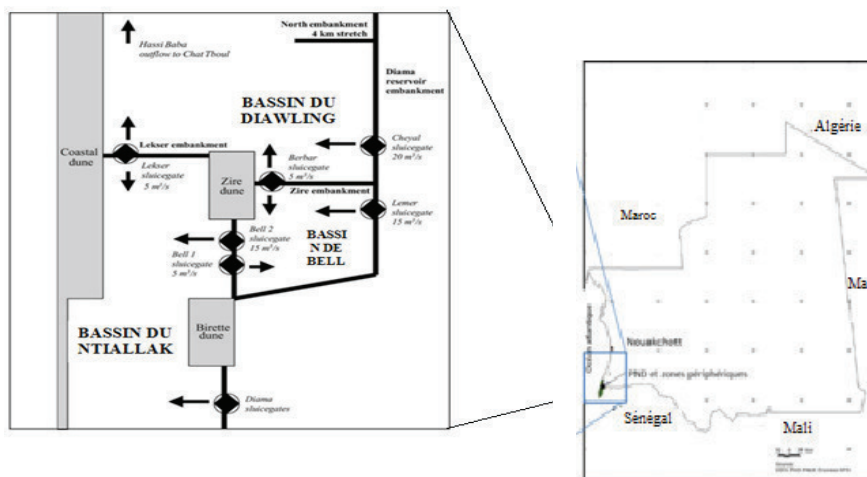 North embankment
4 km stretch
Hassi Baba
outflow to Chat Tboul
Diama
reservoir
embankment
BASSIN DU
DIAWLING
Lekser embankment
Coastal
dune
Lekser
sluicegate
5 m³/s
Zire
dune
Berbar
sluicegate
5 m³/s
Cheyal
sluicegate
20 m³/s
Zire embankment
Lemer
sluicegate
15 m³/s
Bell 2
sluicegate
15 m³/s
BASSI
N DE
BELL
Bell 1
sluicegate
5 m³/s
BASSIN DU
NTIALLAK
Birette
dune
Diama
sluicegates
Algérie
Maroc
Ma
Océan atlantique
Nouakchott
PND et zones périphériques
Sénégal
Mali